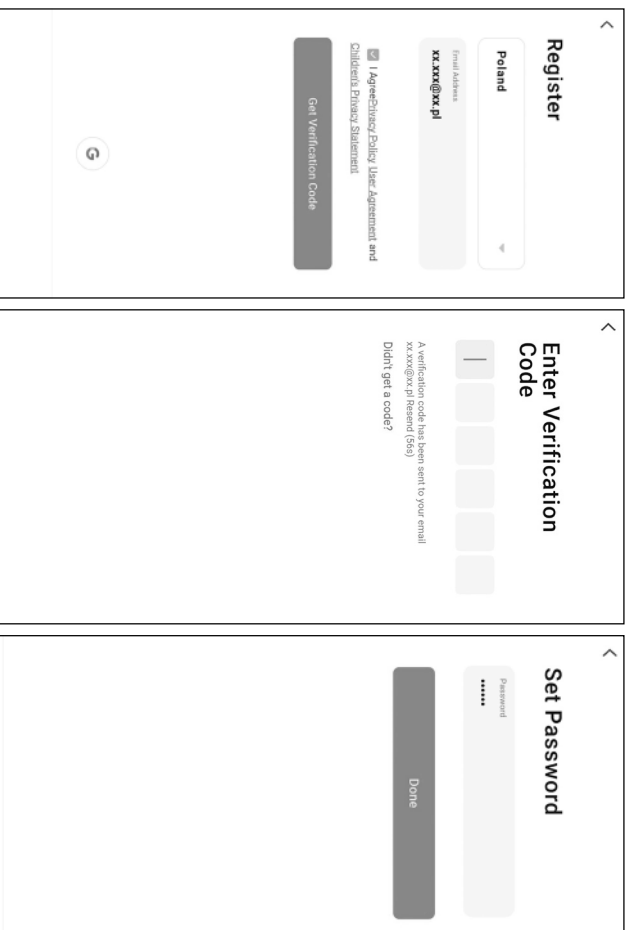 Register
Poland
Email Address
xx.xxx@xx.pl
I AgreePrivacy Policy User Agreement and
Children's Privacy Statement
Get Verification Code
G
Enter Verification
Code
A verification code has been sent to your email
xx.xxx@xx.pl Resend (56s)
Didn't get a code?
Set Password
Password
••••••
Done